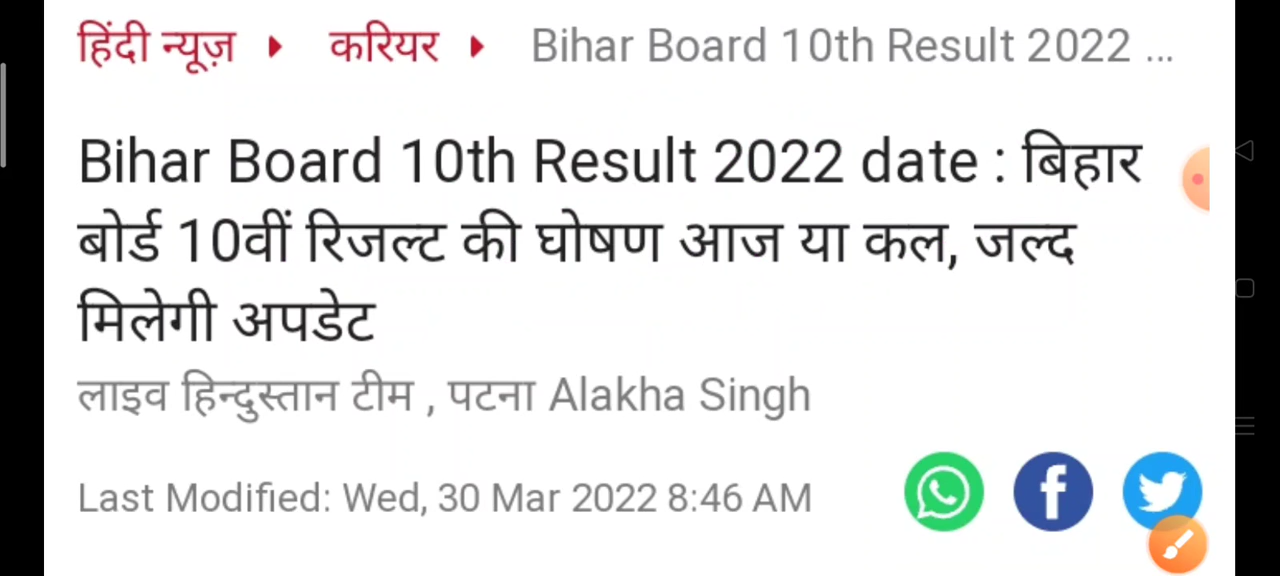 हिंदी न्यूज़ करियर Bihar Board 10th Result 2022 ...
Bihar Board 10th Result 2022 date : बिहार
बोर्ड 10वीं रिजल्ट की घोषण आज या कल, जल्द
मिलेगी अपडेट
लाइव हिन्दुस्तान टीम , पटना Alakha Singh
Last Modified: Wed, 30 Mar 2022 8:46 AM